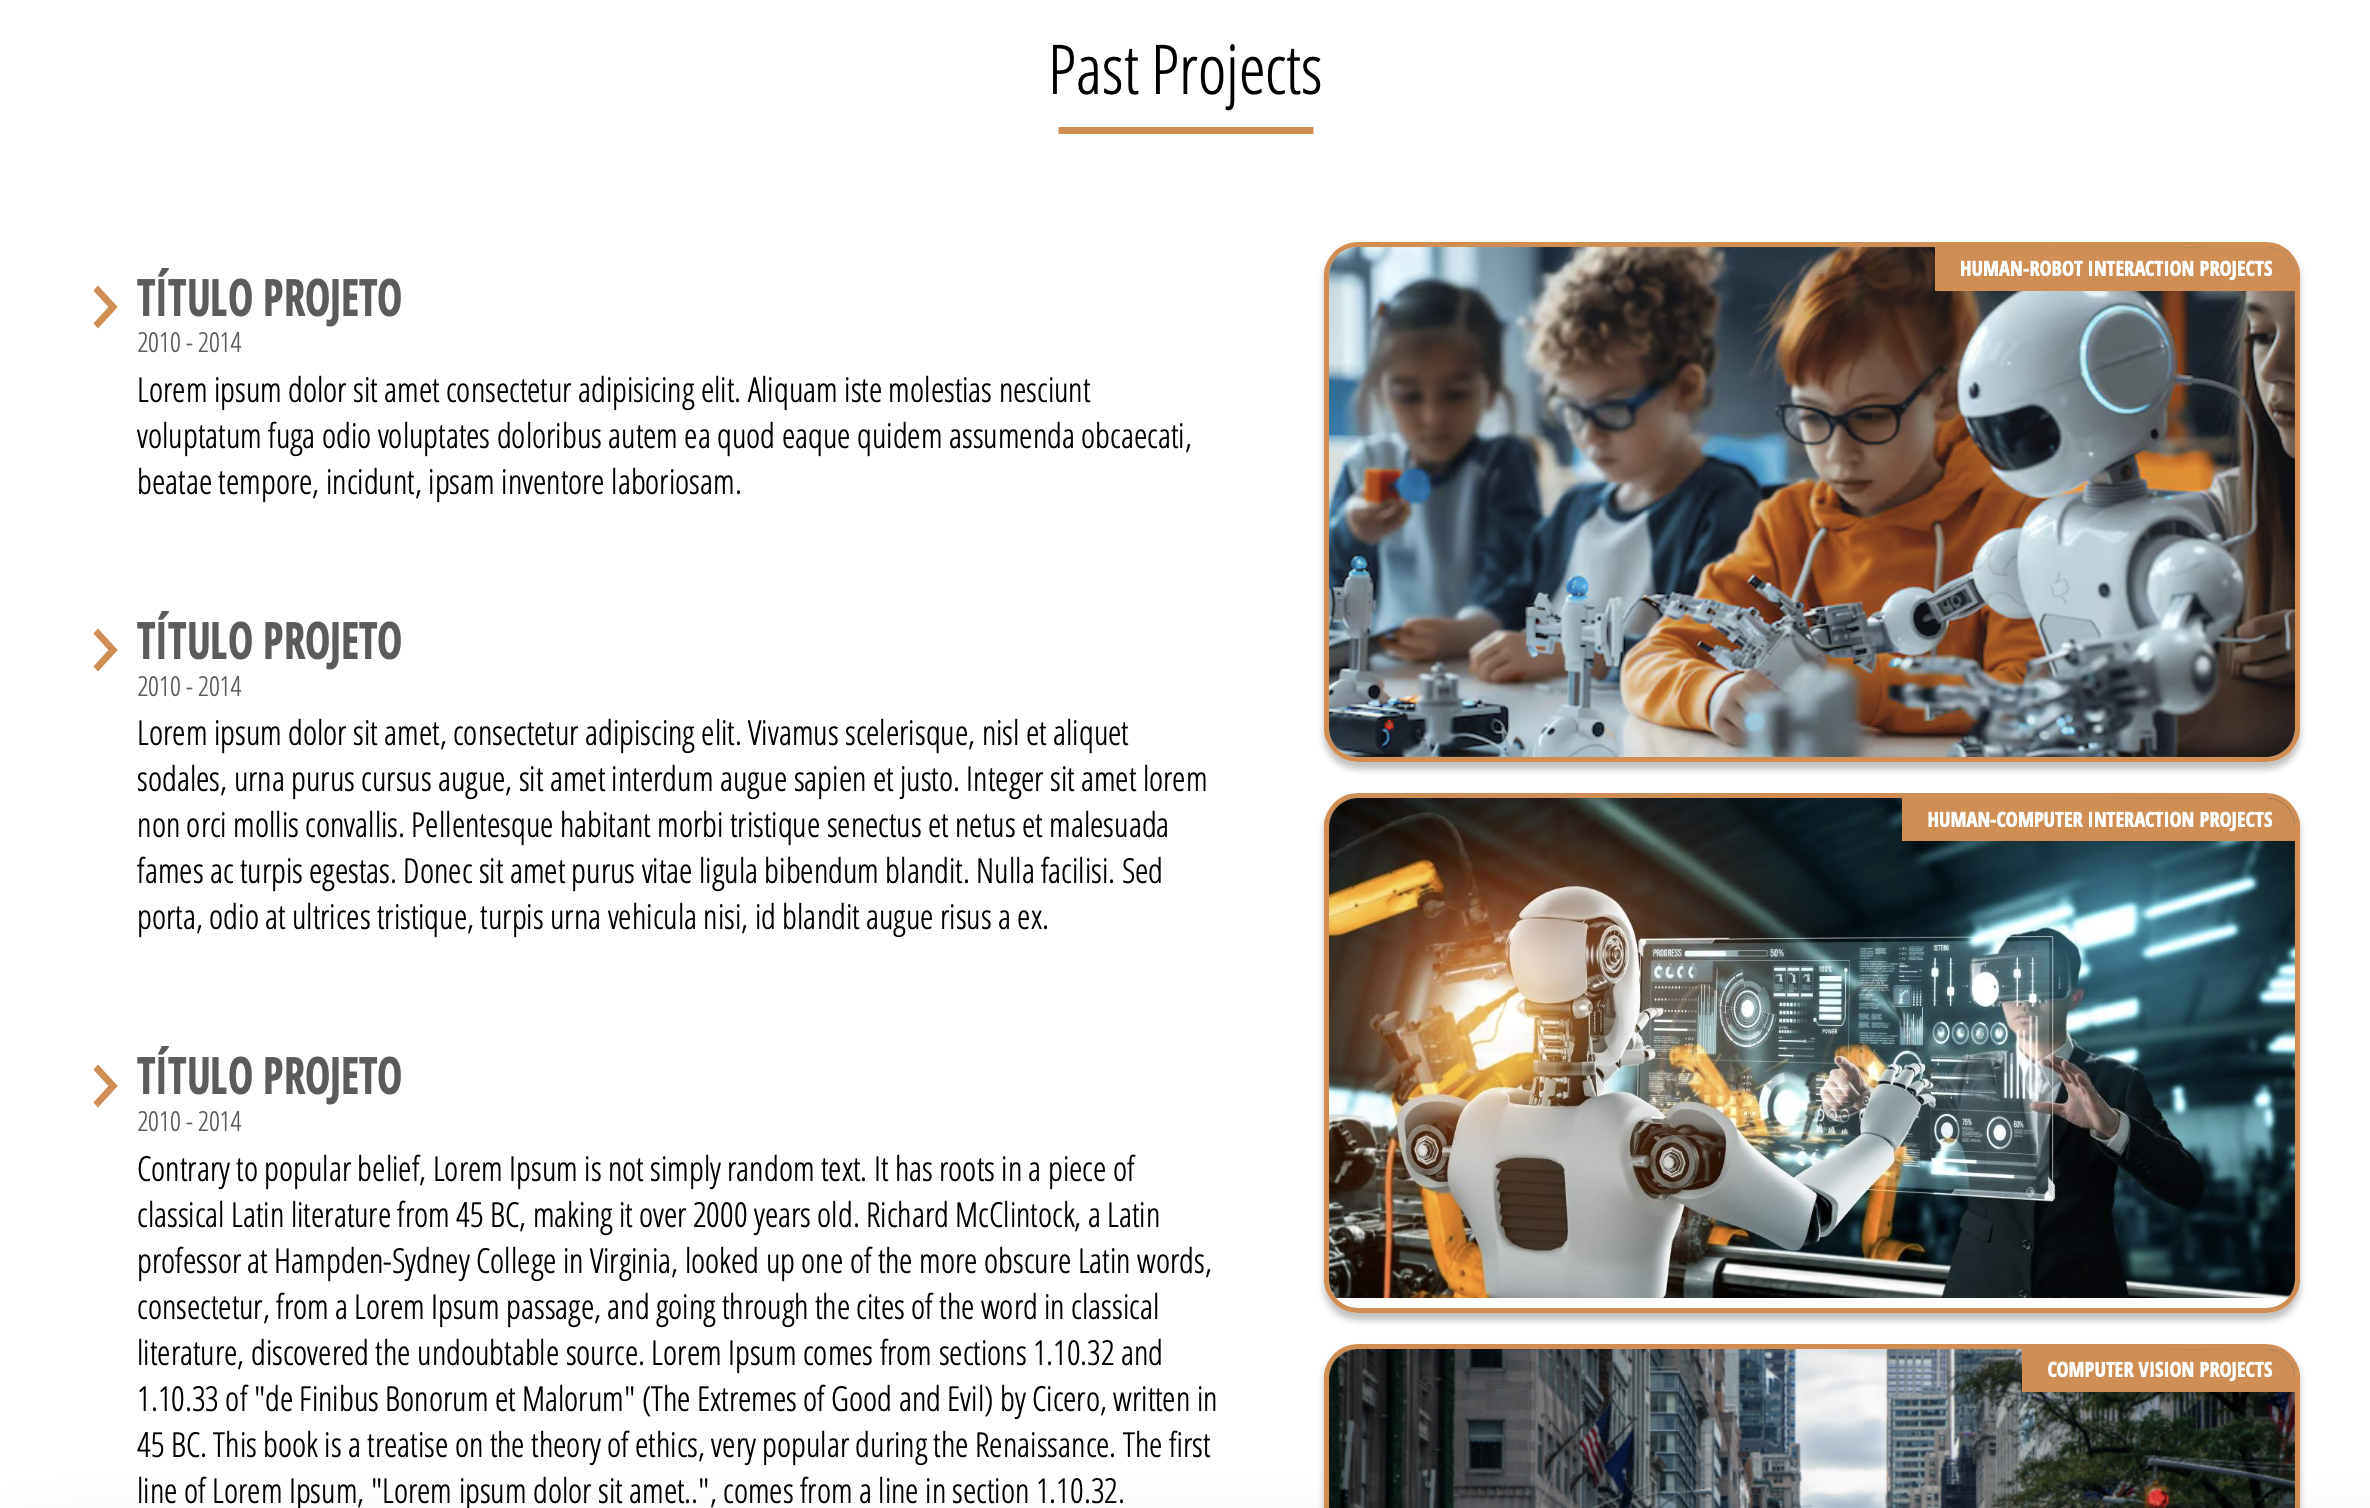 Past Projects
TÍTULO PROJETO
2010 - 2014
Lorem ipsum dolor sit amet consectetur adipisicing elit. Aliquam iste molestias nesciunt
voluptatum fuga odio voluptates doloribus autem ea quod eaque quidem assumenda obcaecati,
beatae tempore, incidunt, ipsam inventore laboriosam.
TÍTULO PROJETO
2010 - 2014
Lorem ipsum dolor sit amet, consectetur adipiscing elit. Vivamus scelerisque, nisl et aliquet
sodales, urna purus cursus augue, sit amet interdum augue sapien et justo. Integer sit amet lorem
non orci mollis convallis. Pellentesque habitant morbi tristique senectus et netus et malesuada
fames ac turpis egestas. Donec sit amet purus vitae ligula bibendum blandit. Nulla facilisi. Sed
porta, odio at ultrices tristique, turpis urna vehicula nisi, id blandit augue risus a ex.
TÍTULO PROJETO
2010 - 2014
Contrary to popular belief, Lorem Ipsum is not simply random text. It has roots in a piece of
classical Latin literature from 45 BC, making it over 2000 years old. Richard McClintock, a Latin
professor at Hampden-Sydney College in Virginia, looked up one of the more obscure Latin words,
consectetur, from a Lorem Ipsum passage, and going through the cites of the word in classical
literature, discovered the undoubtable source. Lorem Ipsum comes from sections 1.10.32 and
1.10.33 of "de Finibus Bonorum et Malorum" (The Extremes of Good and Evil) by Cicero, written in
45 BC. This book is a treatise on the theory of ethics, very popular during the Renaissance. The first
line of Lorem Ipsum, "Lorem ipsum dolor sit amet..", comes from a line in section 1.10.32.
HUMAN-ROBOT INTERACTION PROJECTS
HUMAN-COMPUTER INTERACTION PROJECTS
PROGRESS 50%
SETTING
100%
POWER
75%
60%
COMPUTER VISION PROJECTS